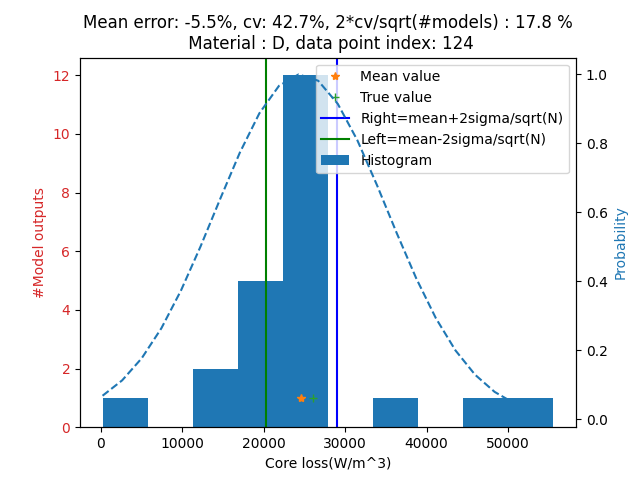 Mean error: -5.5%, cv: 42.7%, 2*cv/sqrt(#models) : 17.8 %
Material : D, data point index: 124
12
10
8
6
4
2
0
#Model outputs
Mean value
True value
Right=mean+2sigma/sqrt(N)
Left=mean-2sigma/sqrt(N)
Histogram
1.0
0.8
0.6
0.4
0.2
0.0
Probability
0 10000 20000 30000 40000 50000
Core loss(W/m^3)